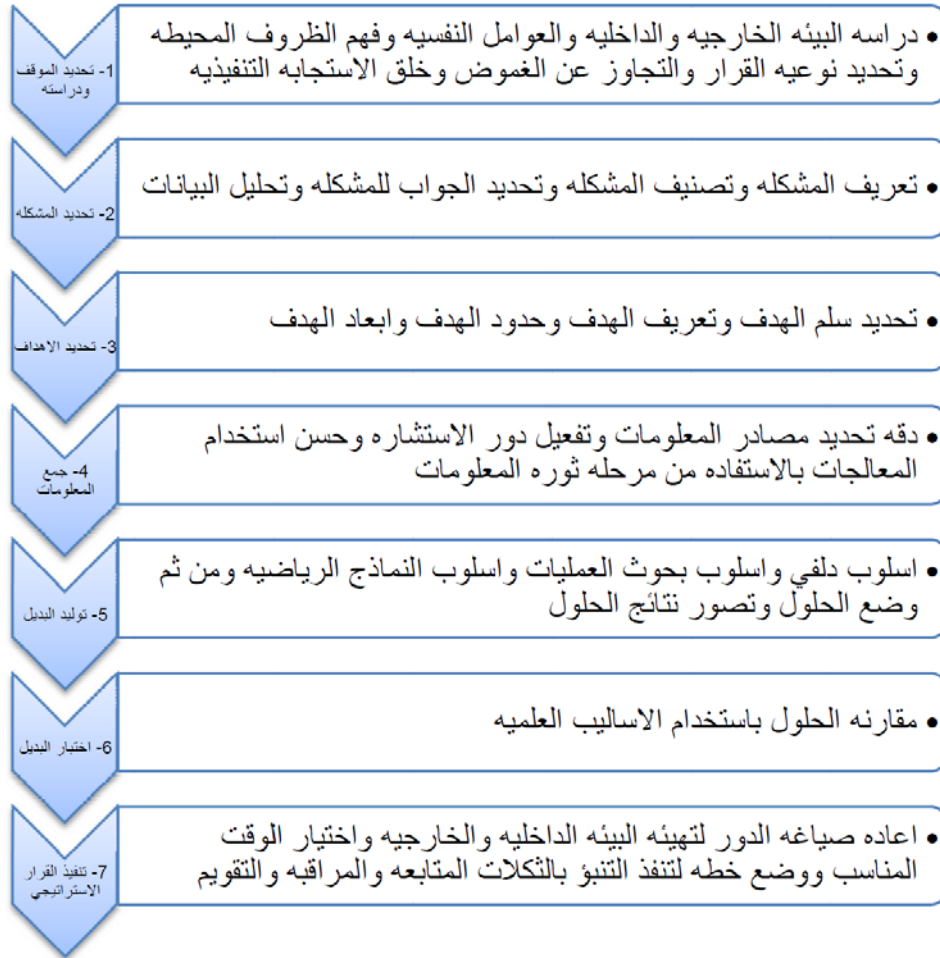 1- تحديد الموقف
ودراسته
• دراسه البيئه الخارجيه والداخليه والعوامل النفسيه وفهم الظروف المحيطه
وتحديد نوعيه القرار والتجاوز عن الغموض وخلق الاستجابه التنفيذيه
2- تحديد المشكله
• تعريف المشكله وتصنيف المشكله وتحديد الجواب للمشكله وتحليل البيانات
3- تحديد الاهداف
• تحديد سلم الهدف وتعريف الهدف وحدود الهدف وابعاد الهدف
4- جمع
المعلومات
• دقه تحديد مصادر المعلومات وتفعيل دور الاستشاره وحسن استخدام
المعالجات بالاستفاده من مرحله ثوره المعلومات
5- توليد البديل
• اسلوب دلفي واسلوب بحوث العمليات واسلوب النماذج الرياضيه ومن ثم
وضع الحلول وتصور نتائج الحلول
6- اختبار البديل
• مقارنه الحلول باستخدام الاساليب العلميه
7- تنفيذ القرار
الاستراتيجي
• اعاده صياغه الدور لتهيئه البيئه الداخليه والخارجيه واختيار الوقت
المناسب ووضع خطه لتنفذ التنبؤ بالثكلات المتابعه والمراقبه والتقويم